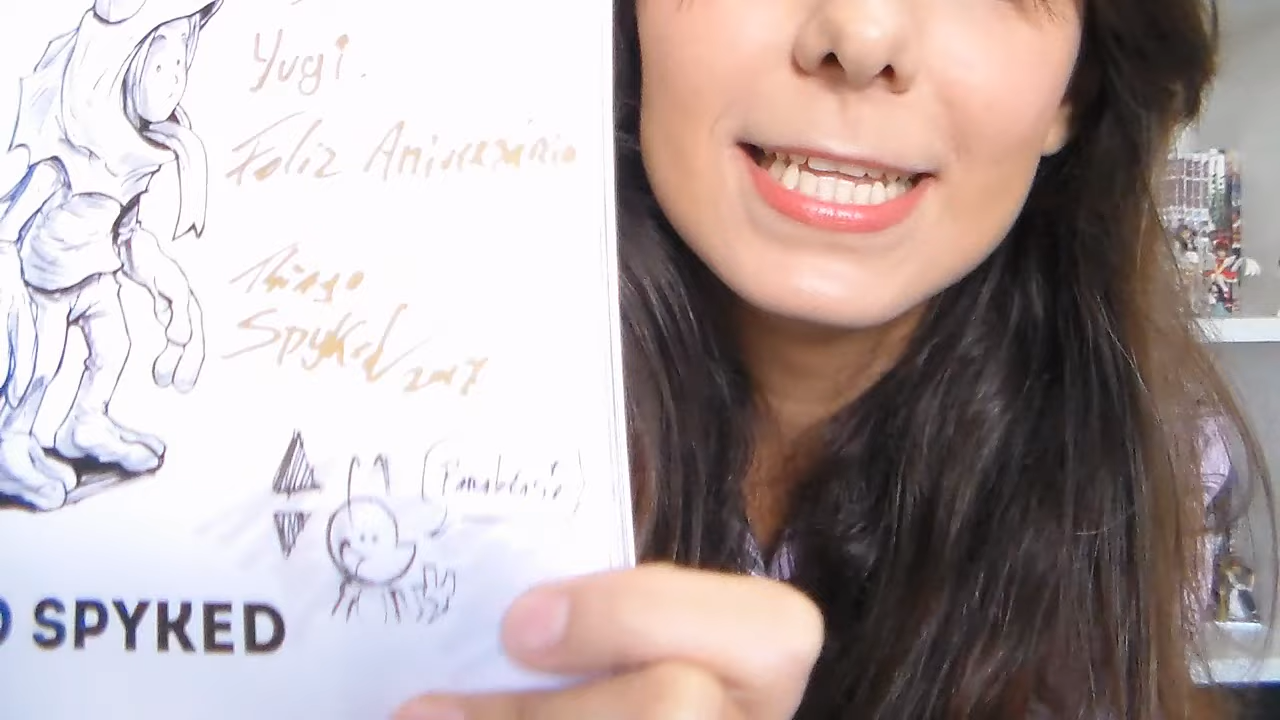 Yugi.
Feliz Aniversário
Thiago
Spyked 2017
SPYKED